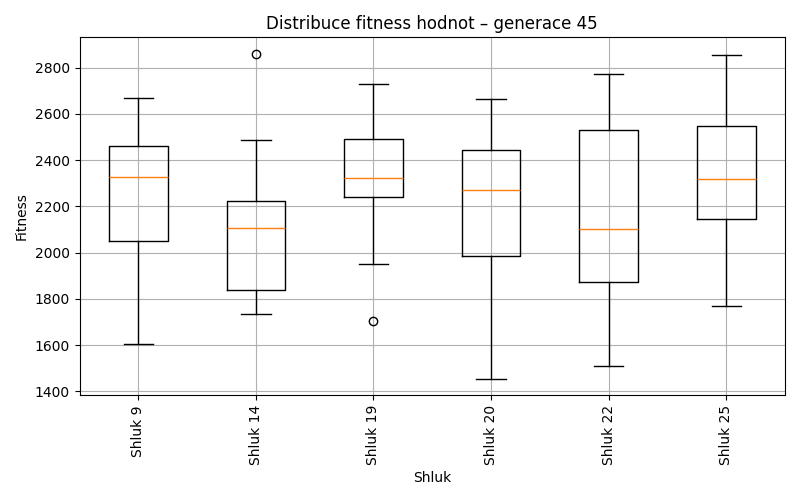 Distribuce fitness hodnot – generace 45
Fitness
2800
2600
2400
2200
2000
1800
1600
1400
Shluk 9
Shluk 14
Shluk 19
Shluk 20
Shluk 22
Shluk 25
Shluk